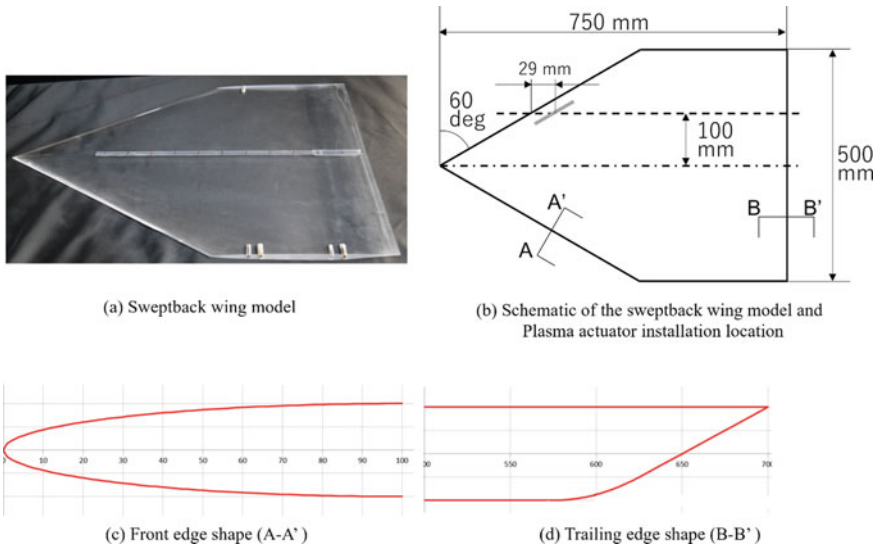 750 mm
29 mm
60
deg
100
mm
500
mm
A'
A
B B'
(a) Sweptback wing model
(b) Schematic of the sweptback wing model and
Plasma actuator installation location
0 10 20 30 40 50 60 70 80 90 100
00 550 600 650 700
(c) Front edge shape (A-A’)
(d) Trailing edge shape (B-B’)